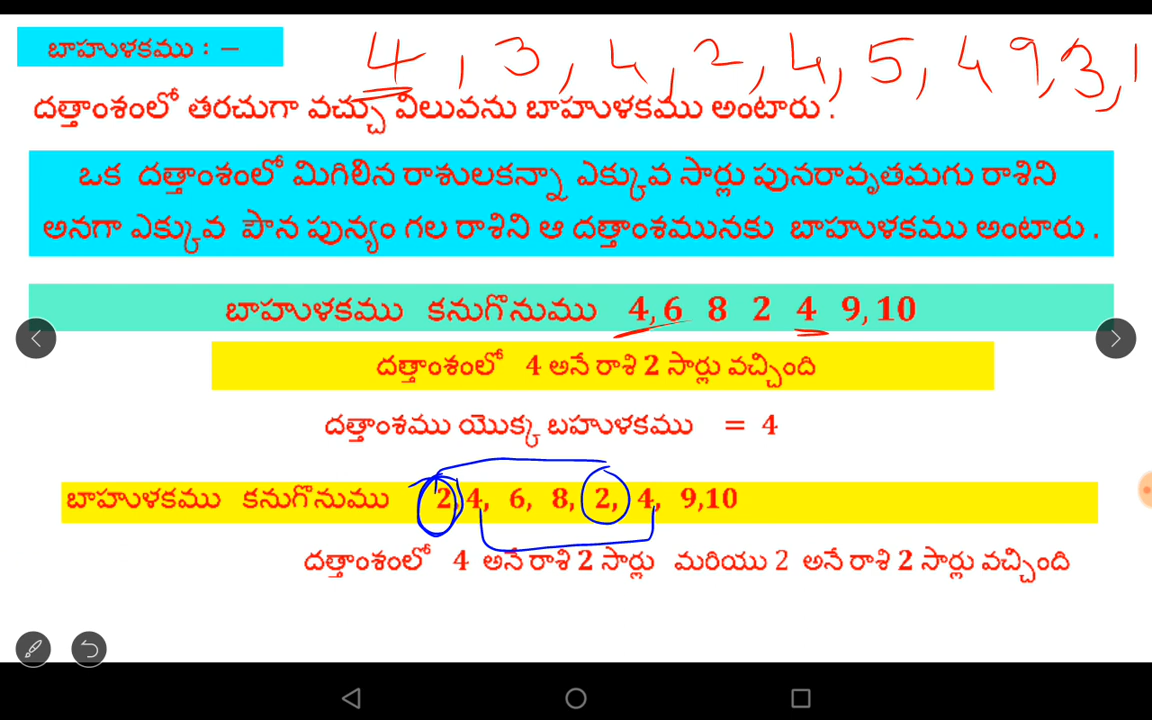 బాహుళకము : –
4, 3, 4, 2, 4, 5, 4 9, 3, 1
దత్తాంశంలో తరచుగా వచ్చు విలువను బాహుళకము అంటారు .
ఒక దత్తాంశంలో మిగిలిన రాశులకన్నా ఎక్కువ సార్లు పునరావృతమగు రాశిని
అనగా ఎక్కువ పౌన పున్యం గల రాశిని ఆ దత్తాంశమునకు బాహుళకము అంటారు .
బాహుళకము కనుగొనుము 4,6 8 2 4 9,10
దత్తాంశంలో 4 అనే రాశి 2 సార్లు వచ్చింది
దత్తాంశము యొక్క బహుళకము = 4
బాహుళకము కనుగొనుము 2,4, 6, 8, 2, 4, 9,10
దత్తాంశంలో 4 అనే రాశి 2 సార్లు మరియు 2 అనే రాశి 2 సార్లు వచ్చింది